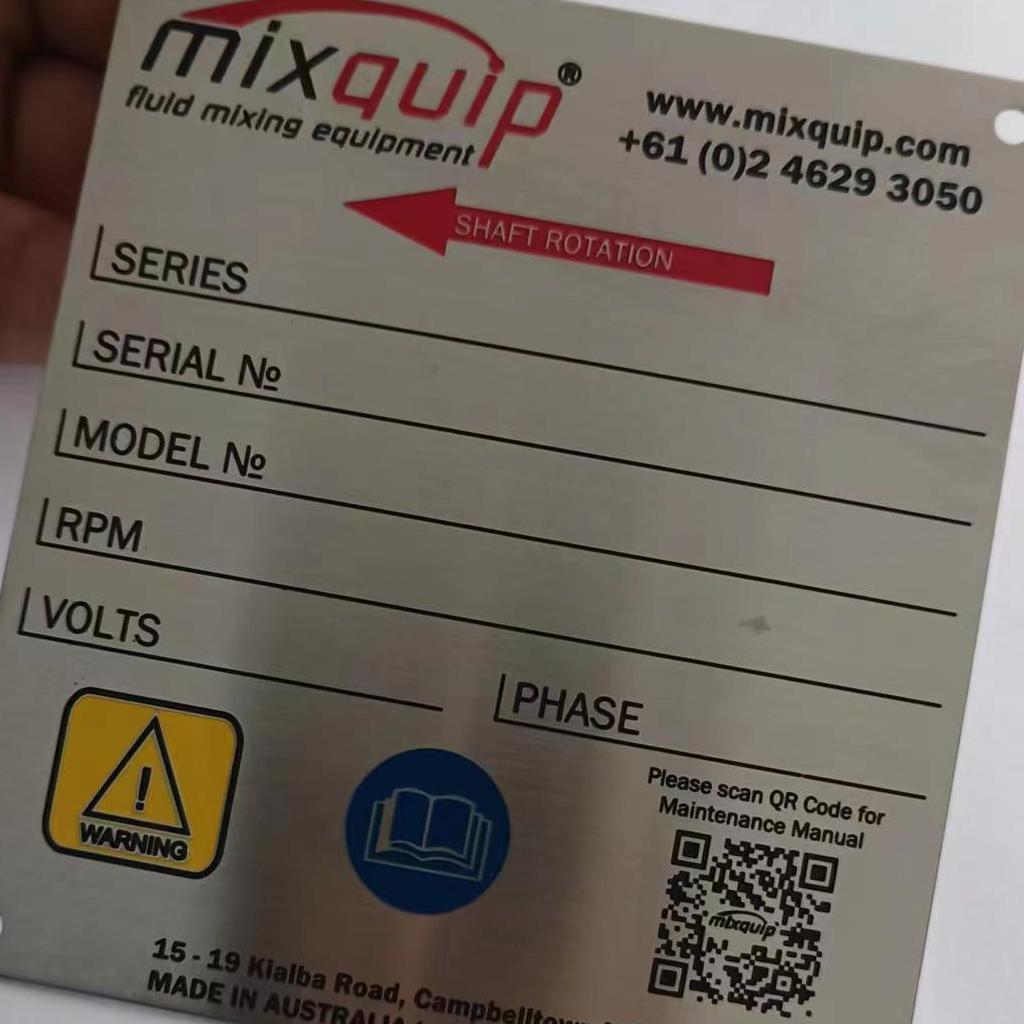 mixquip®
fluid mixing equipment
www.mixquip.com
+61 (0)2 4629 3050
SHAFT ROTATION
SERIES
SERIAL №
MODEL №
RPM
VOLTS
PHASE
WARNING
Please scan QR Code for
Maintenance Manual
mixquip
15 - 19 Kialba Road,
MADE IN AUSTRALIA